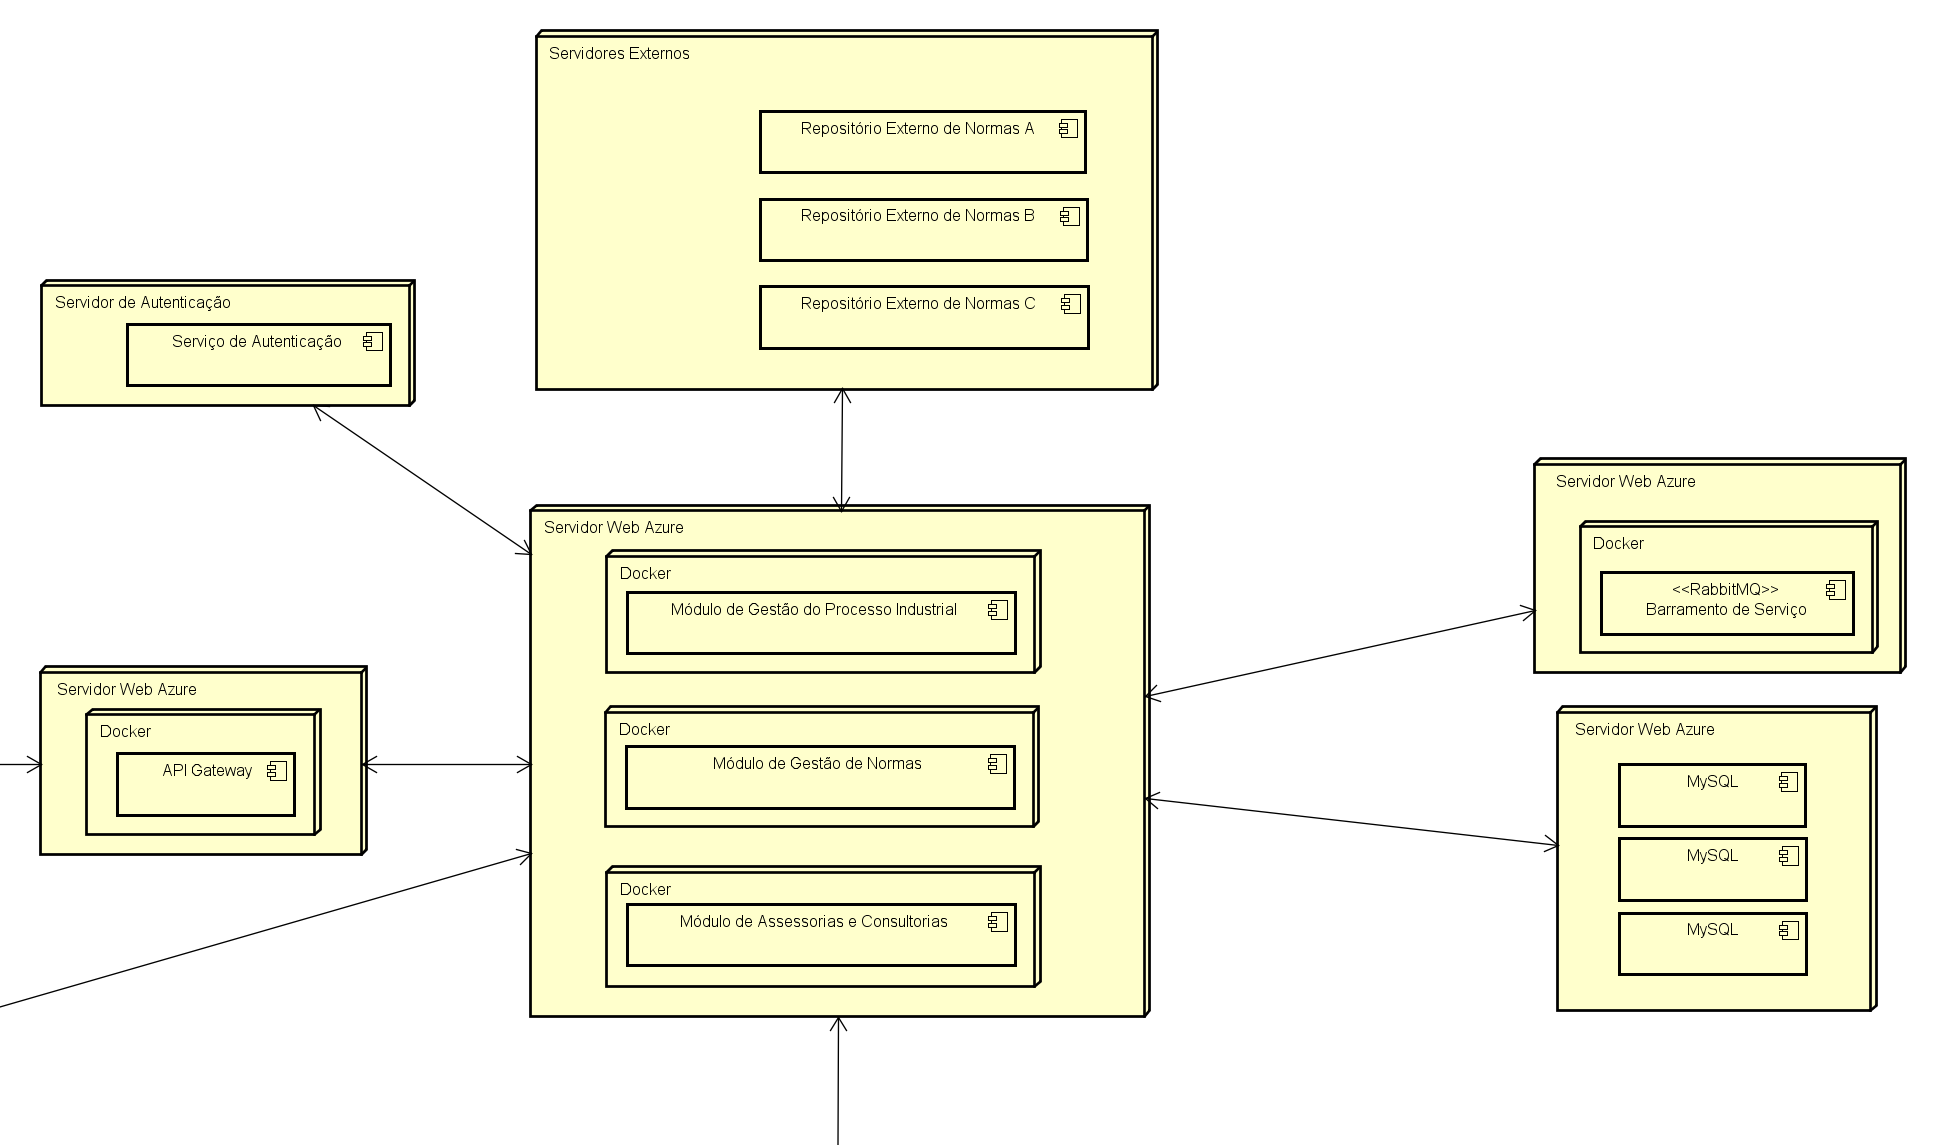 Servidores Externos
Repositório Externo de Normas A
Repositório Externo de Normas B
Repositório Externo de Normas C
Servidor de Autenticação
Serviço de Autenticação
Servidor Web Azure
Docker
Módulo de Gestão do Processo Industrial
Docker
Módulo de Gestão de Normas
Docker
Módulo de Assessorias e Consultorias
Servidor Web Azure
Docker
API Gateway
Servidor Web Azure
Docker
<<RabbitMQ>>
Barramento de Serviço
Servidor Web Azure
MySQL
MySQL
MySQL